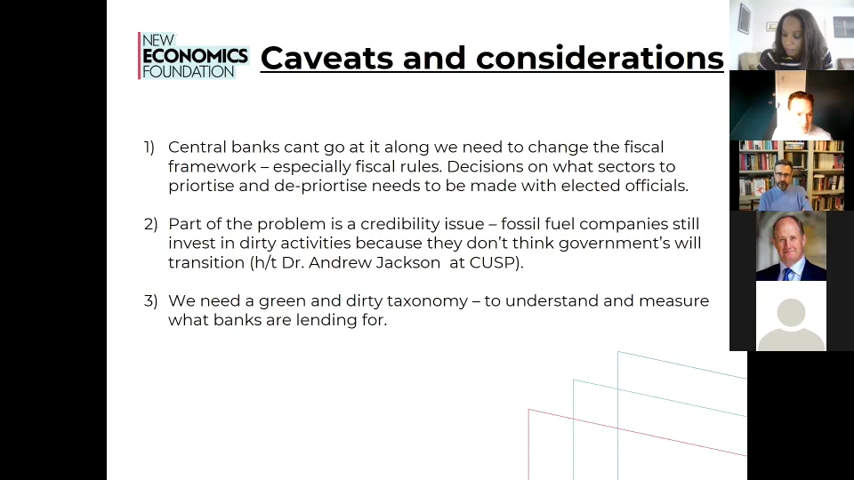 NEW
ECONOMICS
FOUNDATION
Caveats and considerations
1) Central banks cant go at it along we need to change the fiscal
framework – especially fiscal rules. Decisions on what sectors to
priortise and de-priortise needs to be made with elected officials.
2) Part of the problem is a credibility issue – fossil fuel companies still
invest in dirty activities because they don’t think government’s will
transition (h/t Dr. Andrew Jackson at CUSP).
3) We need a green and dirty taxonomy – to understand and measure
what banks are lending for.